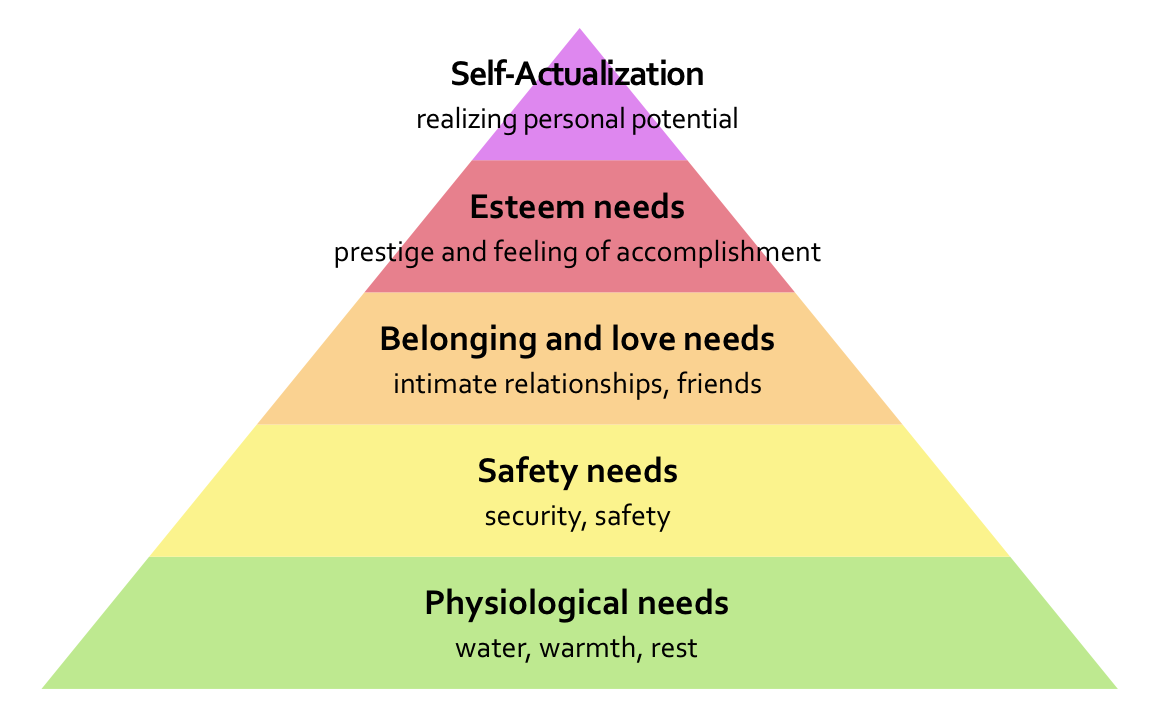 Self-Actualization
realizing personal potential
Esteem needs
prestige and feeling of accomplishment
Belonging and love needs
intimate relationships, friends
Safety needs
security, safety
Physiological needs
water, warmth, rest